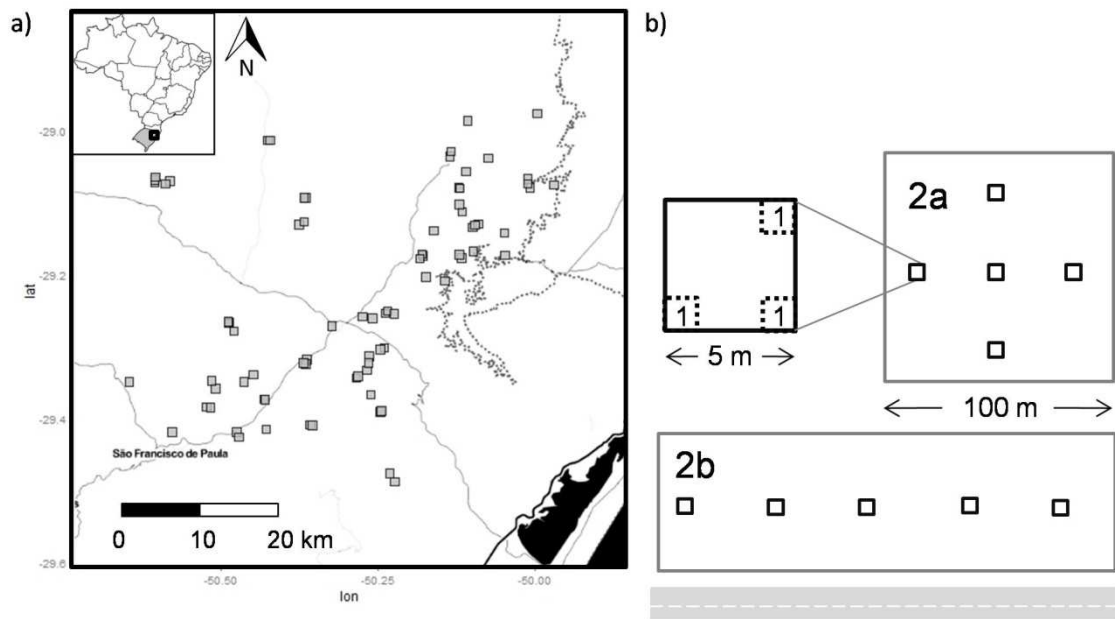 a)
N
-29.0
-29.2
lat
-29.4
-29.6
São Francisco de Paula
s
0 10 20 km
-50.50 -50.25 -50.00
lon
b)
1
1 1
5 m
2a
100 m
2b